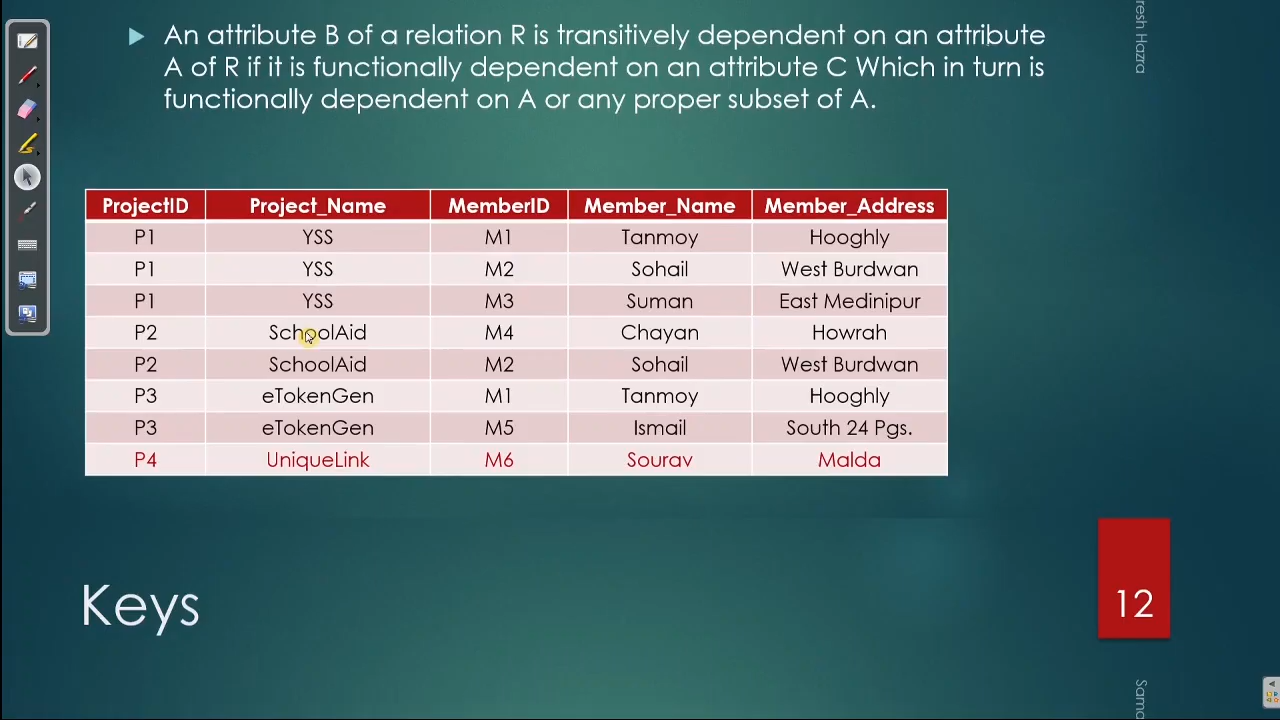 An attribute B of a relation R is transitively dependent on an attribute
A of R if it is functionally dependent on an attribute C Which in turn is
functionally dependent on A or any proper subset of A.
ProjectID Project_Name MemberID Member_Name Member_Address
P1 YSS M1 Tanmoy Hooghly
P1 YSS M2 Sohail West Burdwan
P1 YSS M3 Suman East Medinipur
P2 SchoolAid M4 Chayan Howrah
P2 SchoolAid M2 Sohail West Burdwan
P3 eTokenGen M1 Tanmoy Hooghly
P3 eTokenGen M5 Ismail South 24 Pgs.
P4 UniqueLink M6 Sourav Malda
Keys
12
Hazra